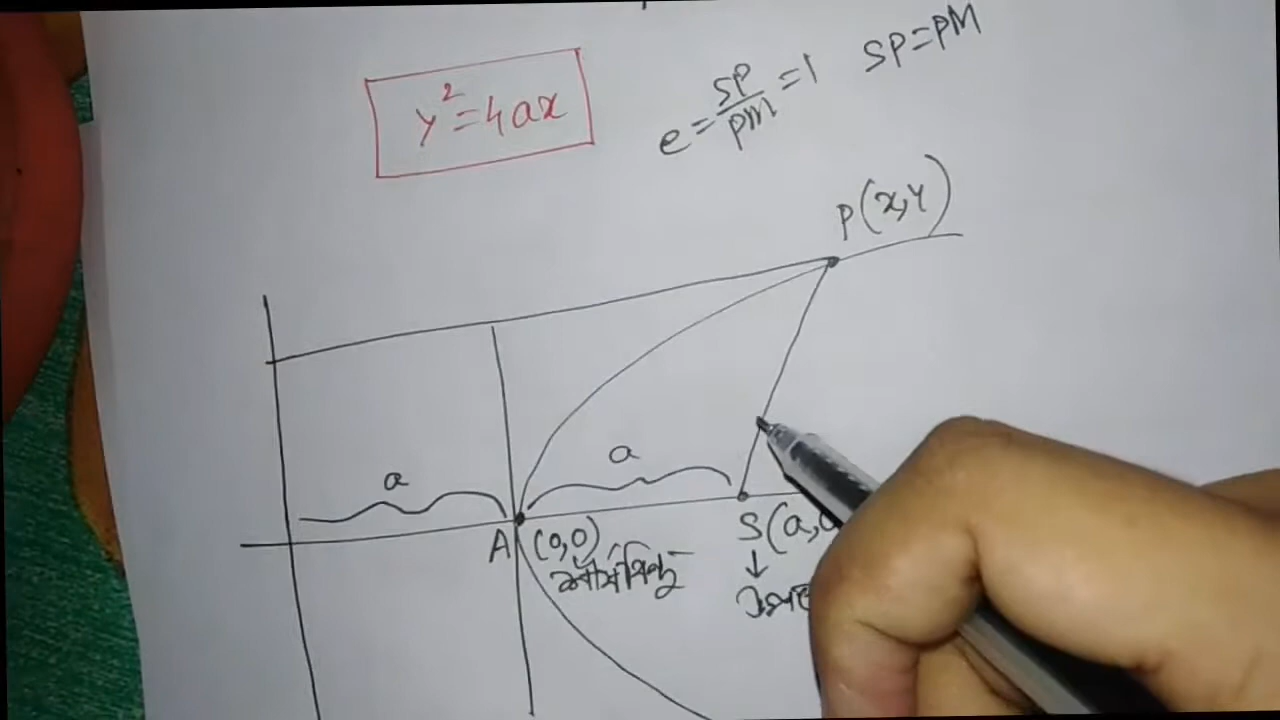 y²=4ax
e=SP/PM=1 SP=PM
P(x,y)
a
a
A (0,0)
S(a,
শীর্ষবিন্দু